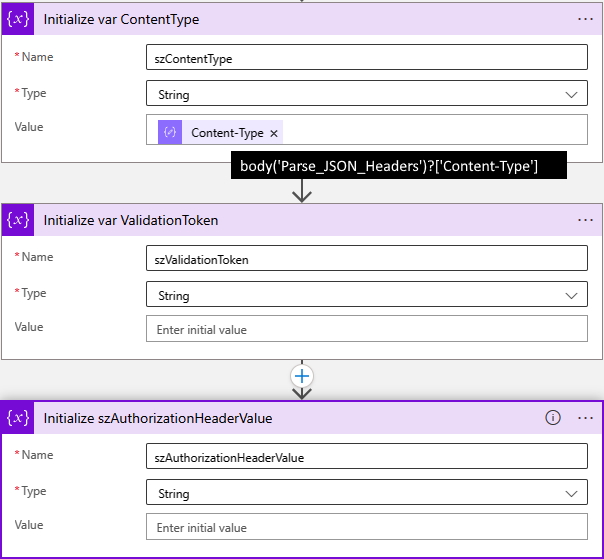 {x} Initialize var ContentType ...
*Name szContentType
*Type String
Value Content-Type ×
body('Parse_JSON_Headers')?['Content-Type']
{x} Initialize var ValidationToken ...
*Name szValidationToken
*Type String
Value Enter initial value
{x} Initialize szAuthorizationHeaderValue ...
*Name szAuthorizationHeaderValue
*Type String
Value Enter initial value